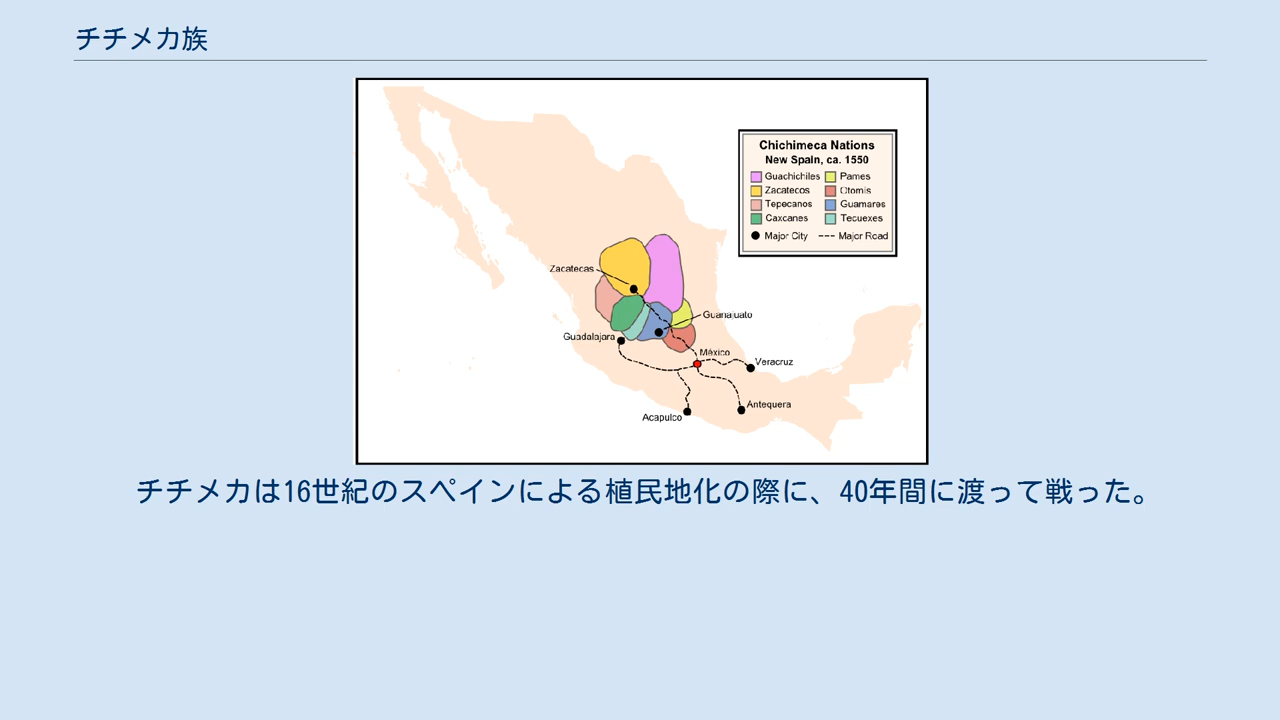 チチメカ族
Chichimeca Nations
New Spain, ca. 1550
Guachichiles
Pames
Zacatecos
Otomis
Tepecanos
Guamares
Caxcanes
Tecuexes
Major City
Major Road
Zacatecas
Guanajuato
Guadalajara
México
Veracruz
Antequera
Acapulco
チチメカは16世紀のスペインによる植民地化の際に、40年間に渡って戦った。